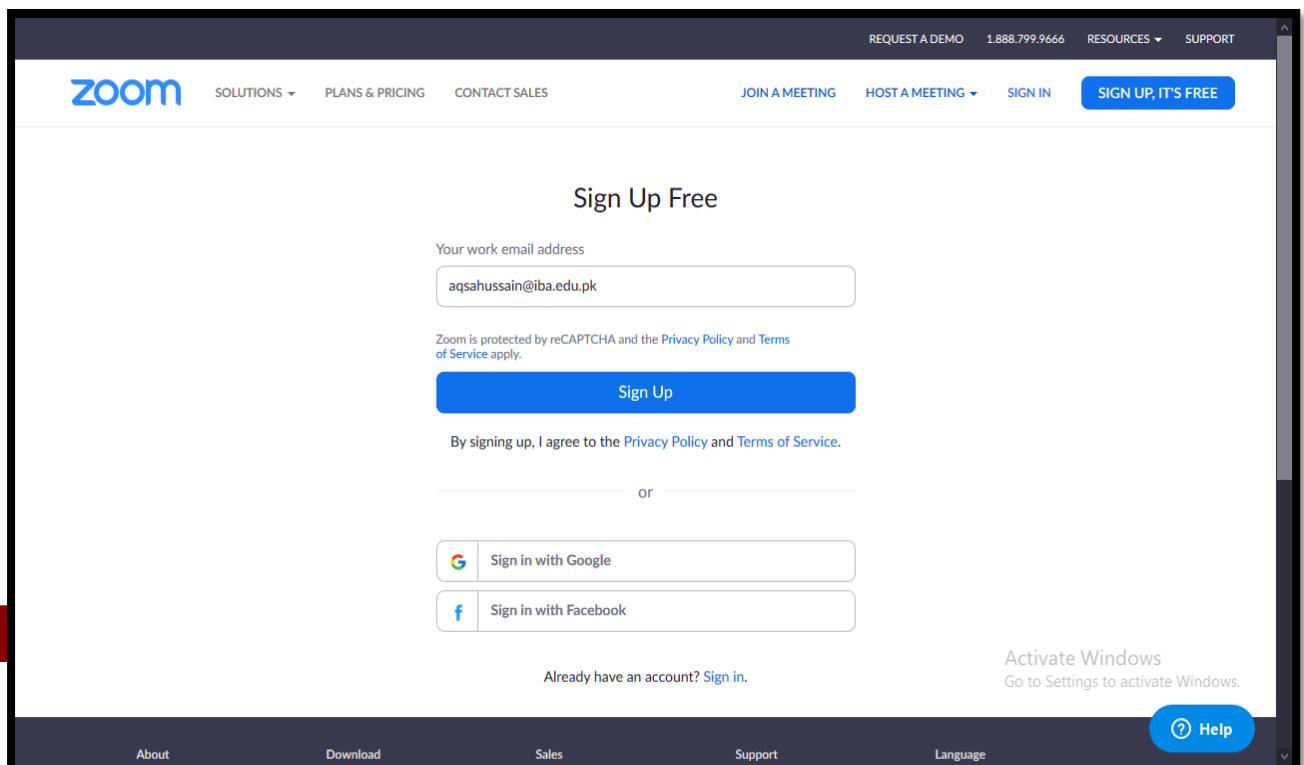 REQUEST A DEMO 1.888.799.9666 RESOURCES SUPPORT
zoom SOLUTIONS PLANS & PRICING CONTACT SALES JOIN A MEETING HOST A MEETING SIGN IN SIGN UP, IT'S FREE
Sign Up Free
Your work email address
aqsahussain@iba.edu.pk
Zoom is protected by reCAPTCHA and the Privacy Policy and Terms
of Service apply.
Sign Up
By signing up, I agree to the Privacy Policy and Terms of Service.
or
G Sign in with Google
f Sign in with Facebook
Already have an account? Sign in.
Activate Windows
Go to Settings to activate Windows.
? Help
About Download Sales Support Language